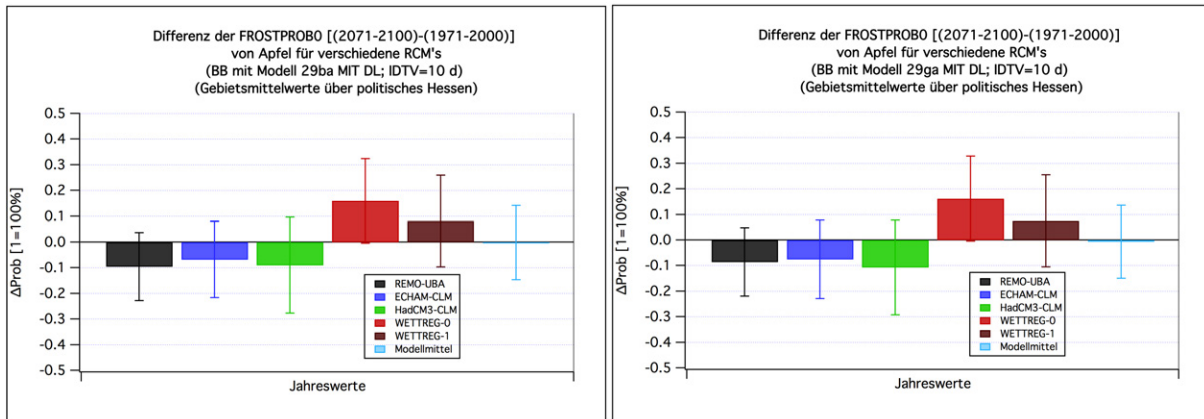 Differenz der FROSTPROB0 [(2071-2100)-(1971-2000)]
von Apfel für verschiedene RCM's
(BB mit Modell 29ba MIT DL; IDTV=10 d)
(Gebietsmittelwerte über politisches Hessen)
ΔProb [1=100%]
0.5
0.4
0.3
0.2
0.1
0.0
-0.1
-0.2
-0.3
-0.4
-0.5
REMO-UBA
ECHAM-CLM
HadCM3-CLM
WETTREG-0
WETTREG-1
Modellmittel
Jahreswerte
Differenz der FROSTPROB0 [(2071-2100)-(1971-2000)]
von Apfel für verschiedene RCM's
(BB mit Modell 29ga MIT DL; IDTV=10 d)
(Gebietsmittelwerte über politisches Hessen)
ΔProb [1=100%]
0.5
0.4
0.3
0.2
0.1
0.0
-0.1
-0.2
-0.3
-0.4
-0.5
REMO-UBA
ECHAM-CLM
HadCM3-CLM
WETTREG-0
WETTREG-1
Modellmittel
Jahreswerte